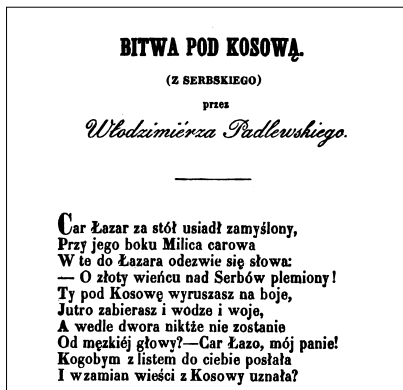 BITWA POD KOSOWĄ.
(Z SERBSKIEGO)
przez
Włodzimiérza Padlewskiego.
Car Łazar za stół usiadł zamyślony,
Przy jego boku Milica carowa
W te do Łazara odezwie się słowa:
— O złoty wieńcu nad Serbów plemiony!
Ty pod Kosowę wyruszasz na boje,
Jutro zabierasz i wodze i woje,
A wedle dwora niktże nie zostanie
Od męzkiéj głowy?—Car Łazo, mój panie!
Kogobym z listem do ciebie posłała
I wzamian wieści z Kosowy uznała?